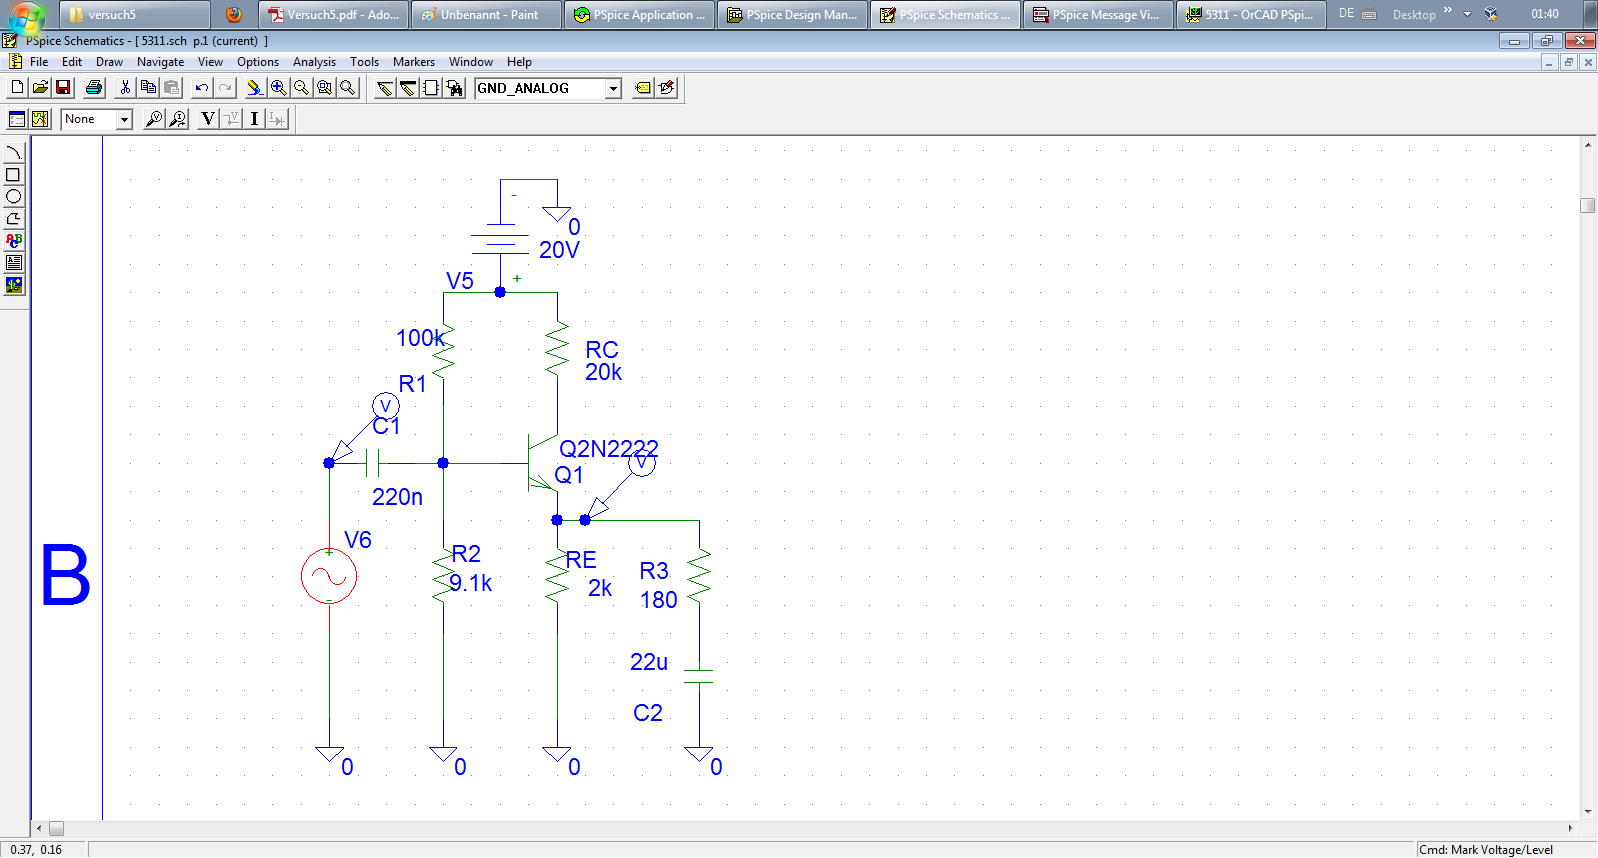 versuch5
Versuch5.pdf - Ado...
Unbenannt - Paint
PSpice Application ...
PSpice Design Man...
PSpice Schematics ...
PSpice Message Vi...
5311 - OrCAD PSpi...
DE
Desktop
»
01:40
PSpice Schematics - [ 5311.sch p.1 (current) ]
File Edit Draw Navigate View Options Analysis Tools Markers Window Help
GND_ANALOG
None
V
I
ABC
-
0
20V
V5
+
100k
RC
20k
R1
V
C1
Q2N2222
V
Q1
220n
V6
+
-
R2
9.1k
RE
2k
R3
180
B
22u
C2
0
0
0
0
0.37, 0.16
Cmd: Mark Voltage/Level